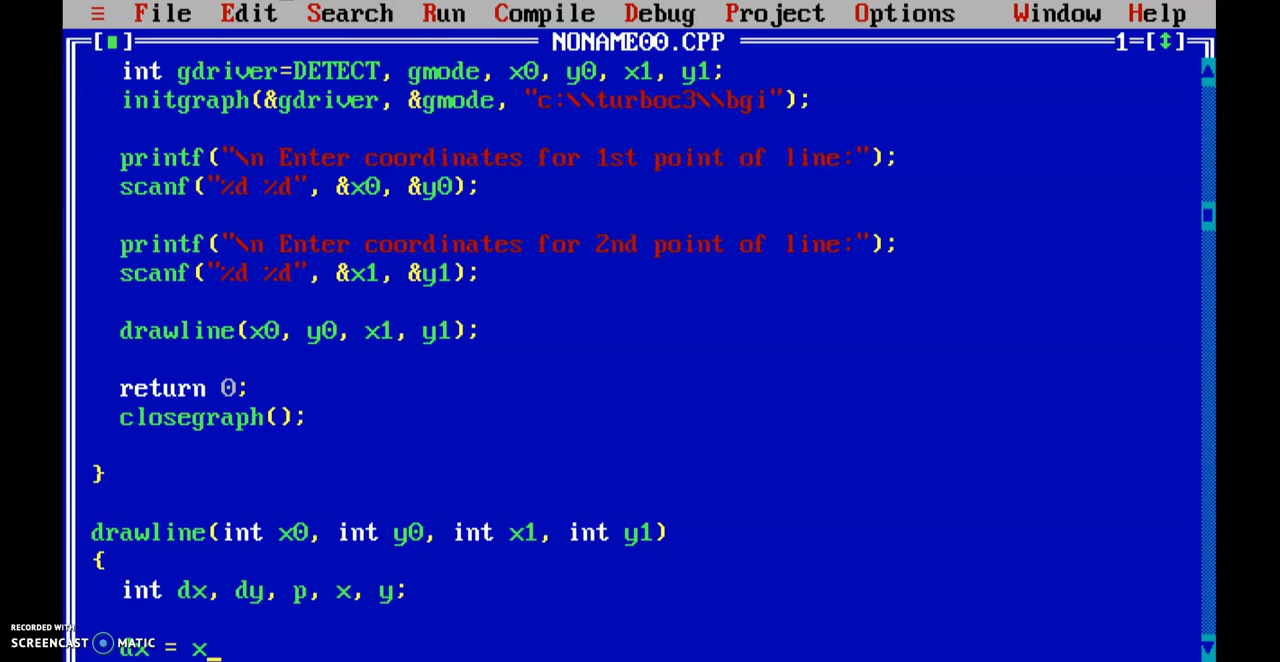 ≡ File Edit Search Run Compile Debug Project Options Window Help
[■] NONAME00.CPP 1=[↕]
int gdriver=DETECT, gmode, x0, y0, x1, y1;
initgraph(&gdriver, &gmode, "c:\\turboc3\\bgi");
printf("\n Enter coordinates for 1st point of line:");
scanf("%d %d", &x0, &y0);
printf("\n Enter coordinates for 2nd point of line:");
scanf("%d %d", &x1, &y1);
drawline(x0, y0, x1, y1);
return 0;
closegraph();
}
drawline(int x0, int y0, int x1, int y1)
{
int dx, dy, p, x, y;
dx = x_
RECORDED WITH
SCREENCAST MATIC